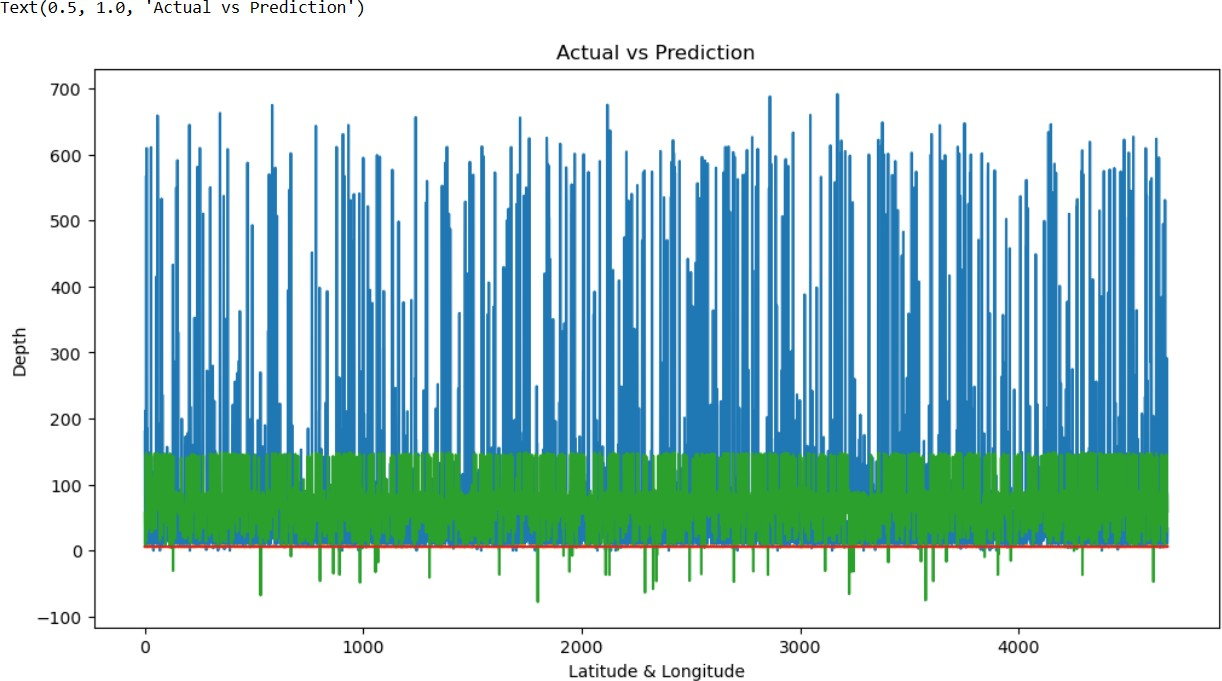 Text(0.5, 1.0, 'Actual vs Prediction')
Actual vs Prediction
700
600
500
400
300
200
100
0
−100
Depth
0 1000 2000 3000 4000
Latitude & Longitude